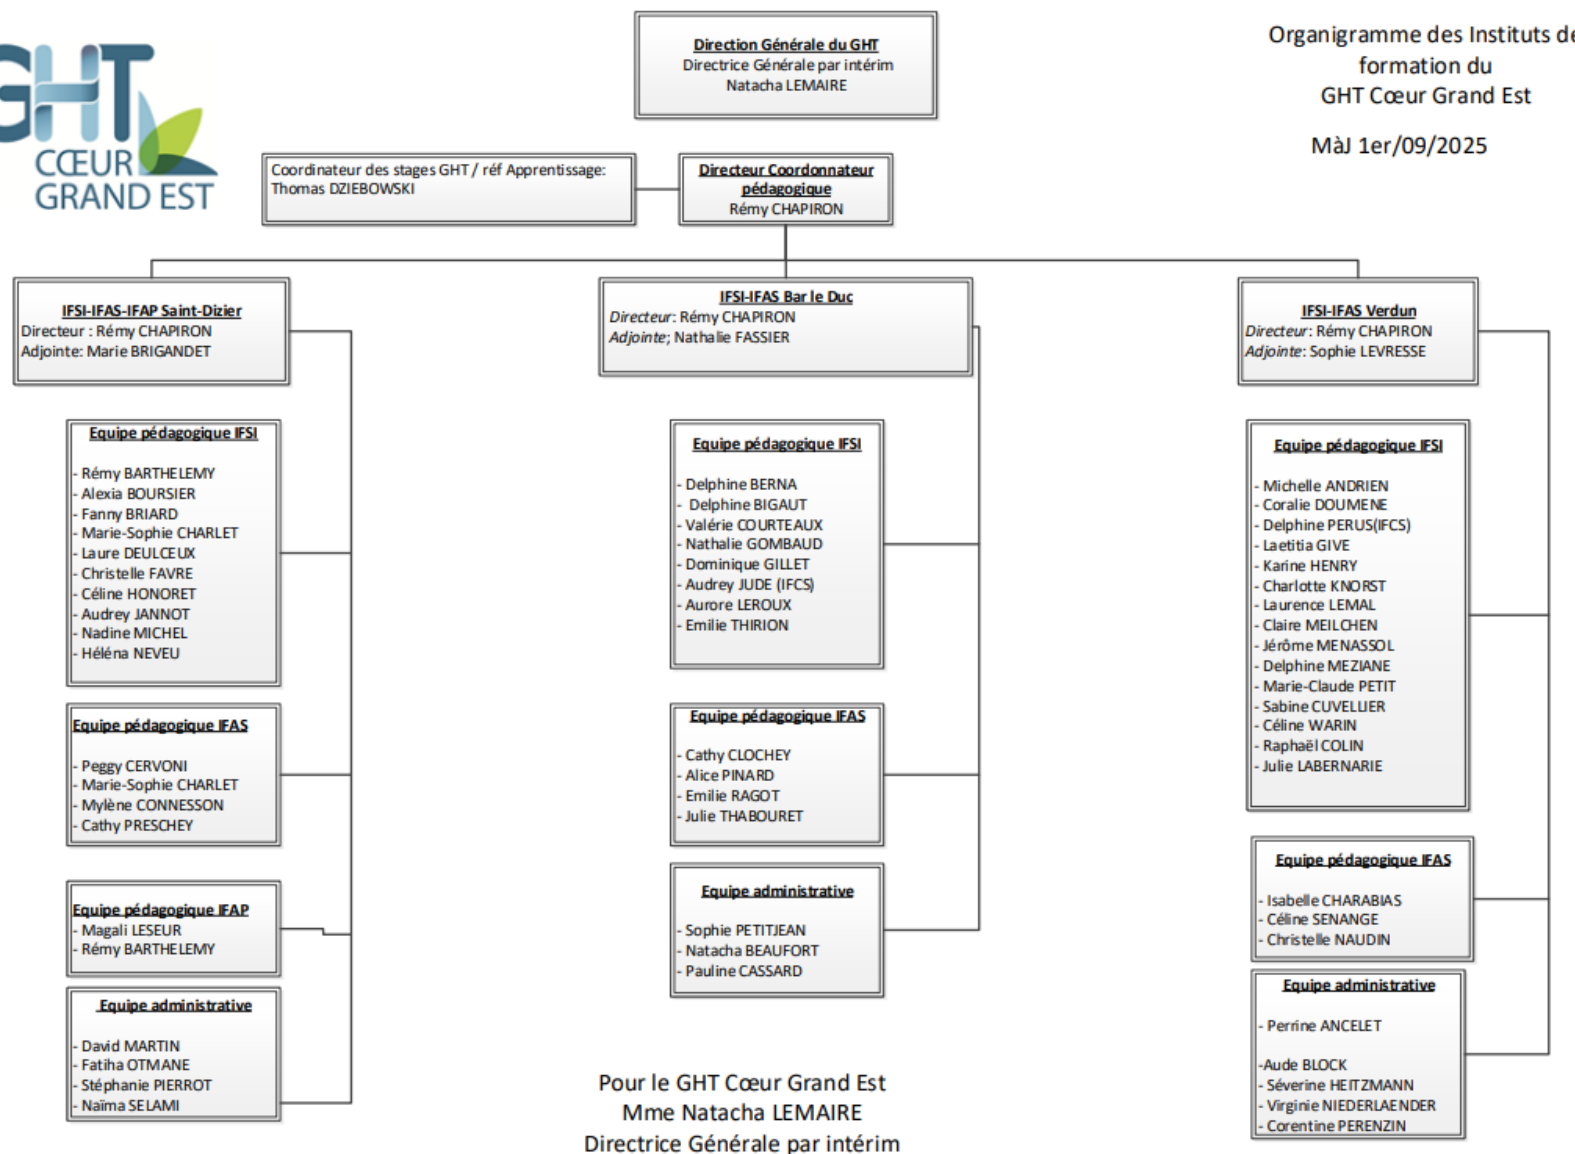 GHT
CŒUR
GRAND EST
Direction Générale du GHT
Directrice Générale par intérim
Natacha LEMAIRE
Organigramme des Instituts de
formation du
GHT Cœur Grand Est
MàJ 1er/09/2025
Coordinateur des stages GHT / réf Apprentissage:
Thomas DZIEBOWSKI
Directeur Coordonnateur
pédagogique
Rémy CHAPIRON
IFSI-IFAS-IFAP Saint-Dizier
Directeur : Rémy CHAPIRON
Adjointe: Marie BRIGANDET
Equipe pédagogique IFSI
- Rémy BARTHELEMY
- Alexia BOURSIER
- Fanny BRIARD
- Marie-Sophie CHARLET
- Laure DEULCEUX
- Christelle FAVRE
- Céline HONORET
- Audrey JANNOT
- Nadine MICHEL
- Héléna NEVEU
Equipe pédagogique IFAS
- Peggy CERVONI
- Marie-Sophie CHARLET
- Mylène CONNESSON
- Cathy PRESCHEY
Equipe pédagogique IFAP
- Magali LESEUR
- Rémy BARTHELEMY
Equipe administrative
- David MARTIN
- Fatiha OTMANE
- Stéphanie PIERROT
- Naïma SELAMI
IFSI-IFAS Bar le Duc
Directeur: Rémy CHAPIRON
Adjointe; Nathalie FASSIER
Equipe pédagogique IFSI
- Delphine BERNA
- Delphine BIGAUT
- Valérie COURTEAUX
- Nathalie GOMBAUD
- Dominique GILLET
- Audrey JUDE (IFCS)
- Aurore LEROUX
- Emilie THIRION
Equipe pédagogique IFAS
- Cathy CLOCHEY
- Alice PINARD
- Emilie RAGOT
- Julie THABOURET
Equipe administrative
- Sophie PETITJEAN
- Natacha BEAUFORT
- Pauline CASSARD
IFSI-IFAS Verdun
Directeur: Rémy CHAPIRON
Adjointe: Sophie LEVRESSE
Equipe pédagogique IFSI
- Michelle ANDRIEN
- Coralie DOUMENE
- Delphine PERUS(IFCS)
- Laetitia GIVE
- Karine HENRY
- Charlotte KNORST
- Laurence LEMAL
- Claire MEILCHEN
- Jérôme MENASSOL
- Delphine MEZIANE
- Marie-Claude PETIT
- Sabine CUVELLIER
- Céline WARIN
- Raphaël COLIN
- Julie LABERNARIE
Equipe pédagogique IFAS
- Isabelle CHARABIAS
- Céline SENANGE
- Christelle NAUDIN
Equipe administrative
- Perrine ANCELET
-Aude BLOCK
- Séverine HEITZMANN
- Virginie NIEDERLAENDER
- Corentine PERENZIN
Pour le GHT Cœur Grand Est
Mme Natacha LEMAIRE
Directrice Générale par intérim